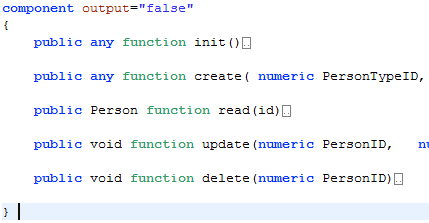 component output="false"
{
public any function init()
public any function create( numeric PersonTypeID,
public Person function read(id)
public void function update(numeric PersonID,
public void function delete(numeric PersonID)
}